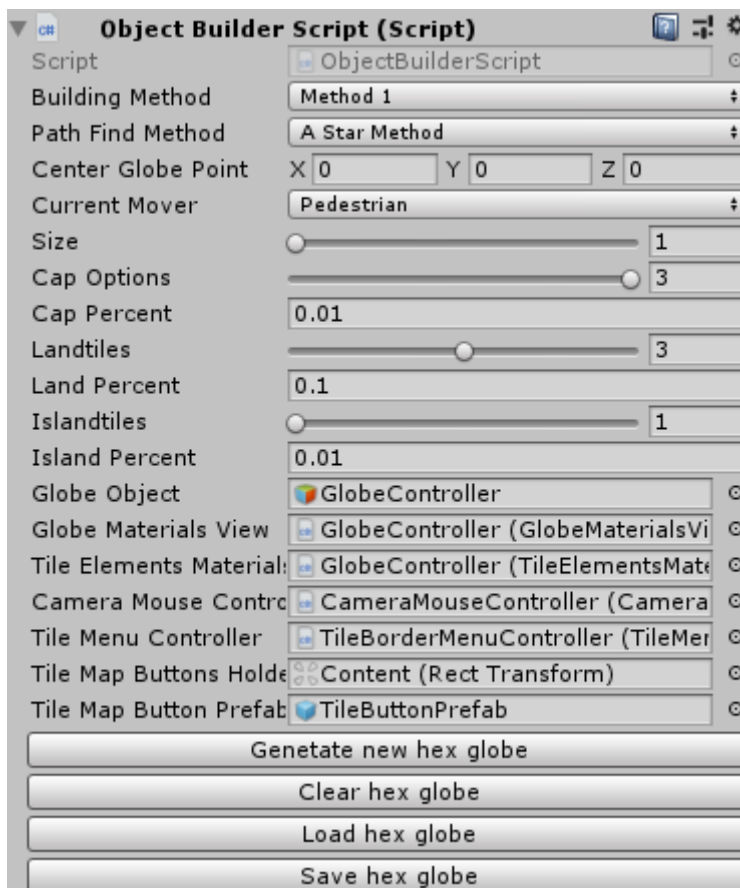 c# Object Builder Script (Script)
Script c# ObjectBuilderScript
Building Method Method 1
Path Find Method A Star Method
Center Globe Point X 0 Y 0 Z 0
Current Mover Pedestrian
Size 1
Cap Options 3
Cap Percent 0.01
Landtiles 3
Land Percent 0.1
Islandtiles 1
Island Percent 0.01
Globe Object GlobeController
Globe Materials View GlobeController (GlobeMaterialsVi
Tile Elements Materials GlobeController (TileElementsMate
Camera Mouse Contro CameraMouseController (Camera
Tile Menu Controller TileBorderMenuController (TileMen
Tile Map Buttons Holde Content (Rect Transform)
Tile Map Button Prefab TileButtonPrefab
Genetate new hex globe
Clear hex globe
Load hex globe
Save hex globe